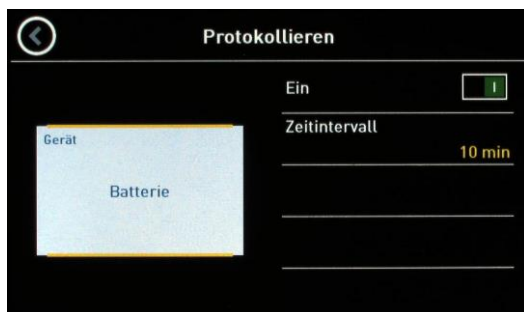 Protokollieren
Ein
Zeitintervall
10 min
Gerät
Batterie